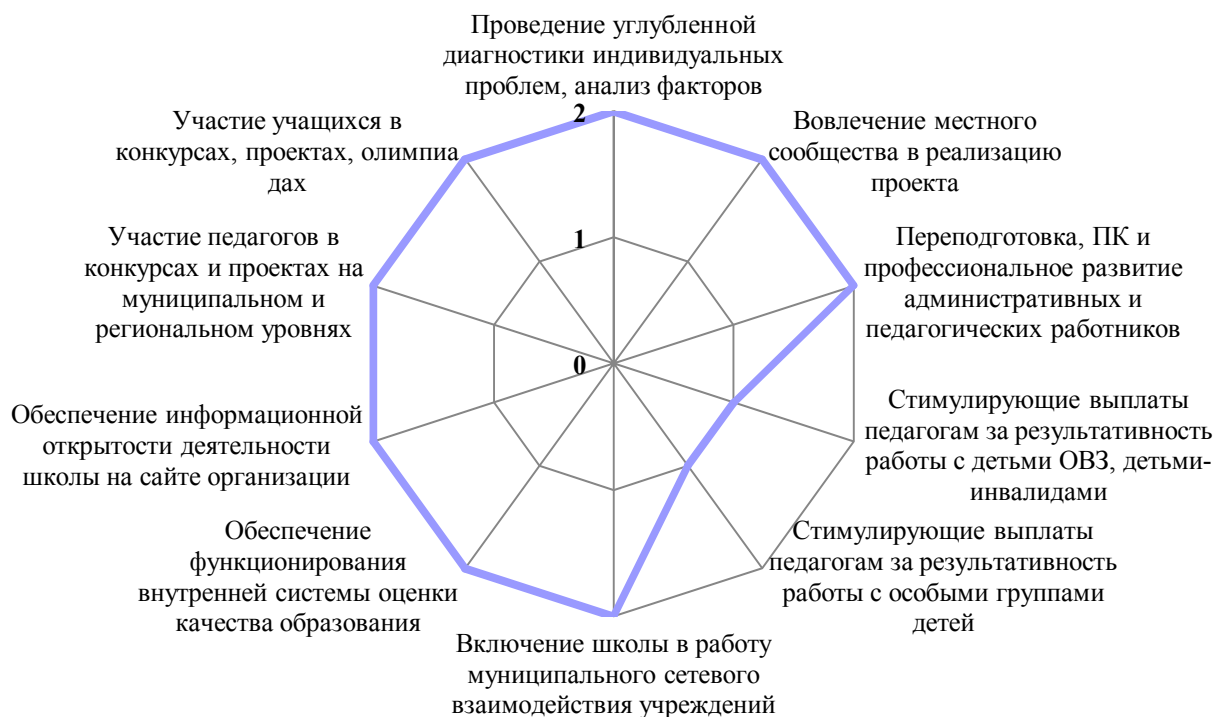 Проведение углубленной
диагностики индивидуальных
проблем, анализ факторов
Вовлечение местного
сообщества в реализацию
проекта
Переподготовка, ПК и
профессиональное развитие
административных и
педагогических работников
Стимулирующие выплаты
педагогам за результативность
работы с детьми ОВЗ, детьми-
инвалидами
Стимулирующие выплаты
педагогам за результативность
работы с особыми группами
детей
Включение школы в работу
муниципального сетевого
взаимодействия учреждений
Обеспечение
функционирования
внутренней системы оценки
качества образования
Обеспечение информационной
открытости деятельности
школы на сайте организации
Участие педагогов в
конкурсах и проектах на
муниципальном и
региональном уровнях
Участие учащихся в
конкурсах, проектах, олимпиа
дах
2
1
0